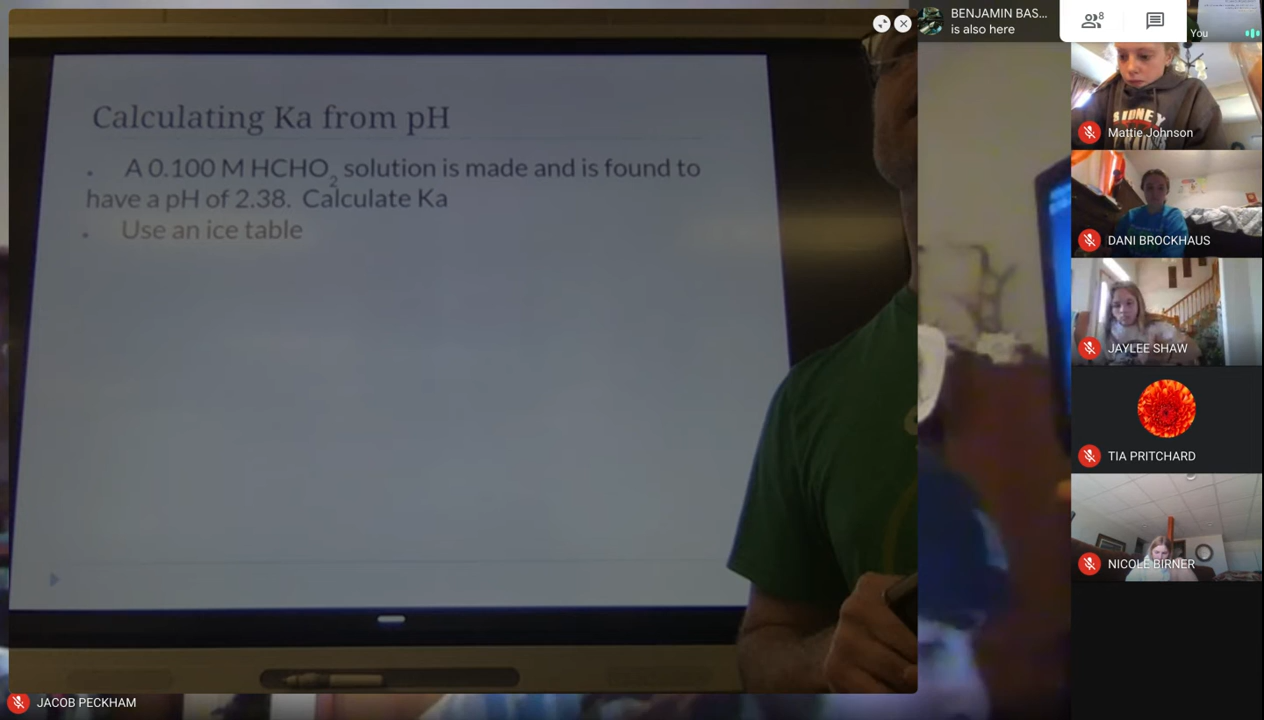 Calculating Ka from pH
. A 0.100 M HCHO2 solution is made and is found to
have a pH of 2.38. Calculate Ka
. Use an ice table
BENJAMIN BAS...
is also here
8
You
Mattie Johnson
DANI BROCKHAUS
JAYLEE SHAW
TIA PRITCHARD
NICOLE BIRNER
JACOB PECKHAM